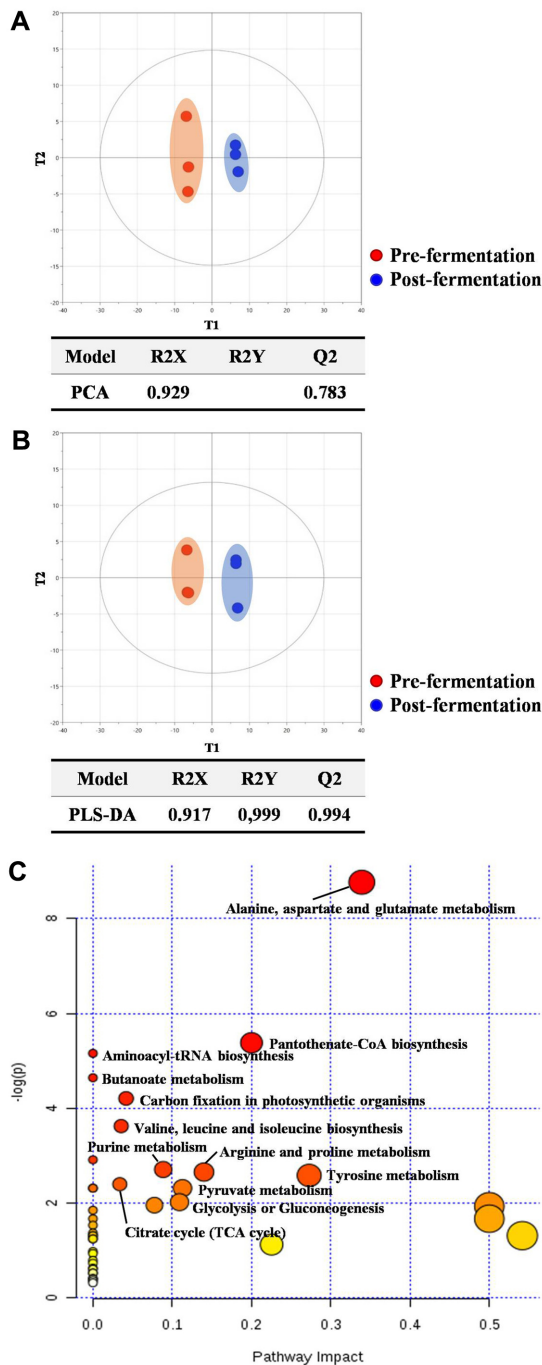 A
20
15
10
5
0
-5
-10
-15
-20
T2
-40 -30 -20 -10 0 10 20 30 40
T1
Pre-fermentation
Post-fermentation
Model R2X R2Y Q2
PCA 0.929 0.783
B
20
15
10
5
0
-5
-10
-15
-20
T2
-40 -30 -20 -10 0 10 20 30 40
T1
Pre-fermentation
Post-fermentation
Model R2X R2Y Q2
PLS-DA 0.917 0,999 0.994
C
8
6
4
2
0
-log(p)
Alanine, aspartate and glutamate metabolism
Pantothenate-CoA biosynthesis
Aminoacyl-tRNA biosynthesis
Butanoate metabolism
Carbon fixation in photosynthetic organisms
Valine, leucine and isoleucine biosynthesis
Purine metabolism
Arginine and proline metabolism
Tyrosine metabolism
Pyruvate metabolism
Glycolysis or Gluconeogenesis
Citrate cycle (TCA cycle)
0.0 0.1 0.2 0.3 0.4 0.5
Pathway Impact